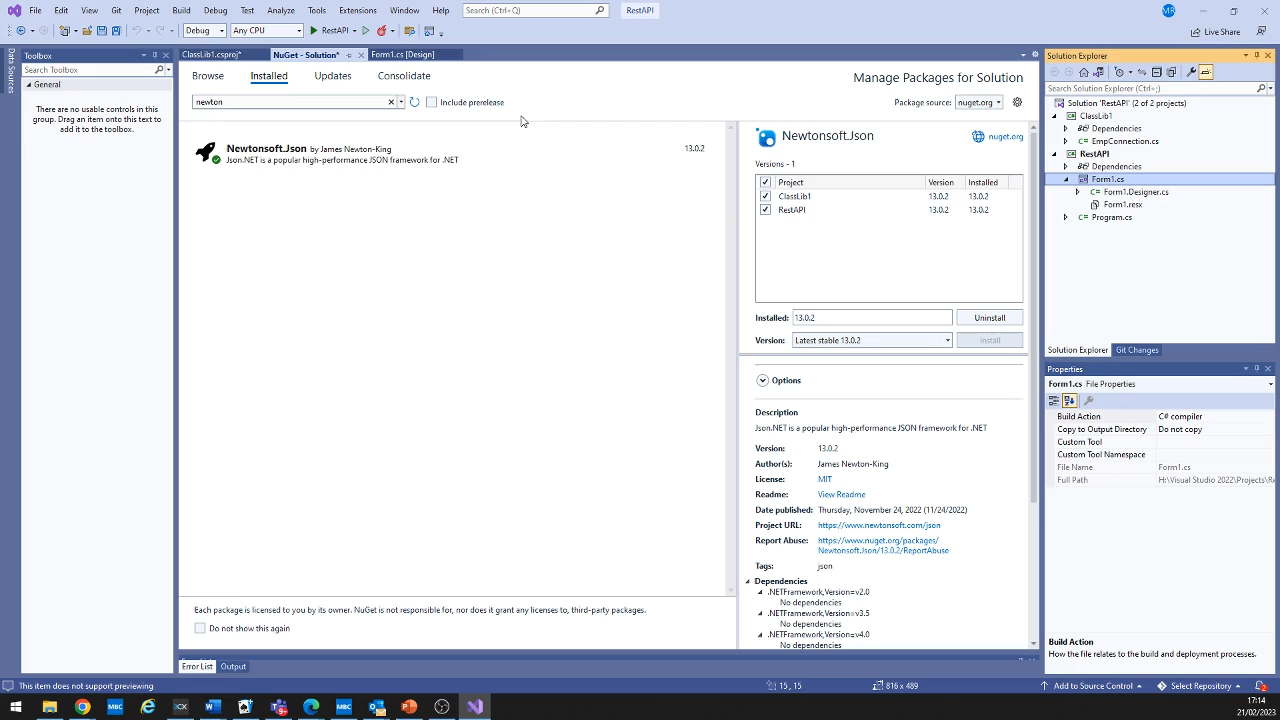 File Edit View Git Project Build Debug Test Analyze Tools Extensions Window Help Search (Ctrl+Q) RestAPI MR
Debug Any CPU RestAPI Live Share
Data Sources
Toolbox
Search Toolbox
General
There are no usable controls in this
group. Drag an item onto this text to
add it to the toolbox.
ClassLib1.csproj* NuGet - Solution* Form1.cs [Design]
Browse Installed Updates Consolidate Manage Packages for Solution
newton Include prerelease Package source: nuget.org
Newtonsoft.Json by James Newton-King 13.0.2
Json.NET is a popular high-performance JSON framework for .NET
Newtonsoft.Json nuget.org
Versions - 1
Project Version Installed
ClassLib1 13.0.2 13.0.2
RestAPI 13.0.2 13.0.2
Installed: 13.0.2 Uninstall
Version: Latest stable 13.0.2 Install
Options
Description
Json.NET is a popular high-performance JSON framework for .NET
Version: 13.0.2
Author(s): James Newton-King
License: MIT
Readme: View Readme
Date published: Thursday, November 24, 2022 (11/24/2022)
Project URL: https://www.newtonsoft.com/json
Report Abuse: https://www.nuget.org/packages/
Newtonsoft.Json/13.0.2/ReportAbuse
Tags: json
Dependencies
.NETFramework,Version=v2.0
No dependencies
.NETFramework,Version=v3.5
No dependencies
.NETFramework,Version=v4.0
No dependencies
Each package is licensed to you by its owner. NuGet is not responsible for, nor does it grant any licenses to, third-party packages.
Do not show this again
Error List Output
Solution Explorer
Search Solution Explorer (Ctrl+;)
Solution 'RestAPI' (2 of 2 projects)
ClassLib1
Dependencies
C# EmpConnection.cs
RestAPI
Dependencies
Form1.cs
C# Form1.Designer.cs
Form1.resx
C# Program.cs
Solution Explorer Git Changes
Properties
Form1.cs File Properties
Build Action C# compiler
Copy to Output Directory Do not copy
Custom Tool
Custom Tool Namespace
File Name Form1.cs
Full Path H:\Visual Studio 2022\Projects\Re
Build Action
How the file relates to the build and deployment processes.
This item does not support previewing 15, 15 816 x 489 Add to Source Control Select Repository 2
MBC MBC
17:14
21/02/2023